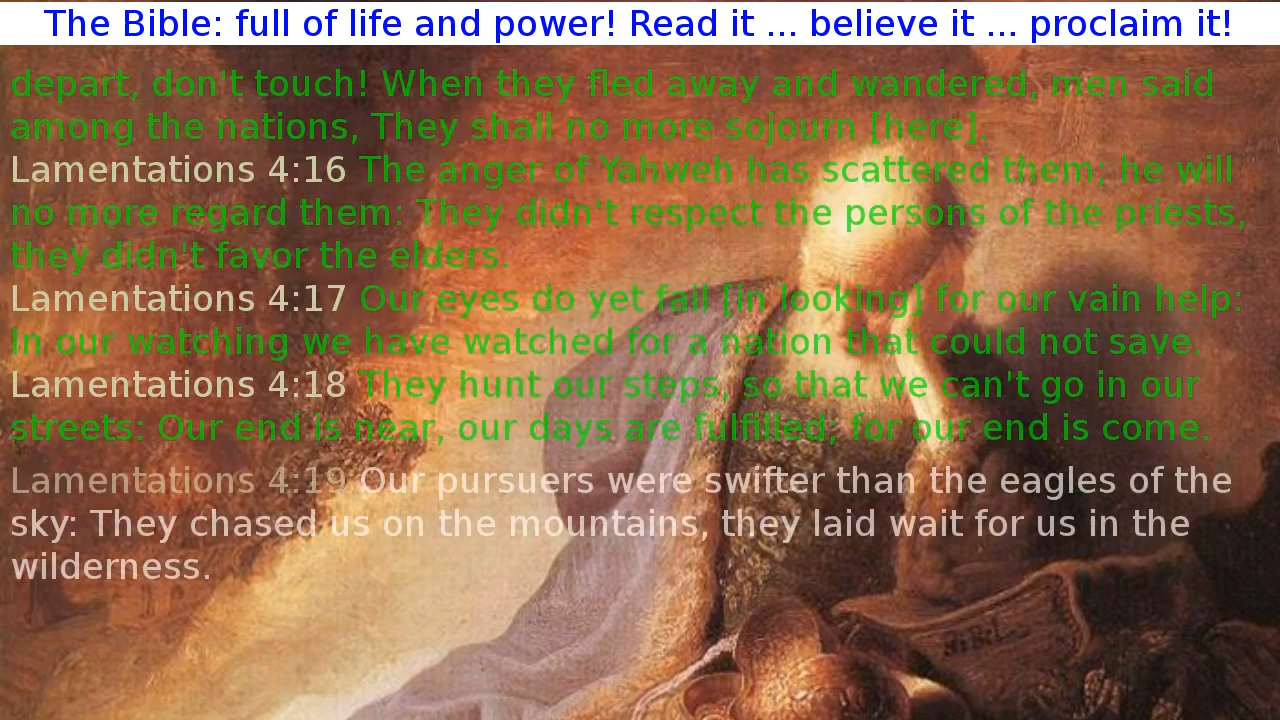 The Bible: full of life and power! Read it ... believe it ... proclaim it!
depart, don't touch! When they fled away and wandered, men said
among the nations, They shall no more sojourn [here].
Lamentations 4:16 The anger of Yahweh has scattered them; he will
no more regard them: They didn't respect the persons of the priests,
they didn't favor the elders.
Lamentations 4:17 Our eyes do yet fail [in looking] for our vain help:
In our watching we have watched for a nation that could not save.
Lamentations 4:18 They hunt our steps, so that we can't go in our
streets: Our end is near, our days are fulfilled; for our end is come.
Lamentations 4:19 Our pursuers were swifter than the eagles of the
sky: They chased us on the mountains, they laid wait for us in the
wilderness.